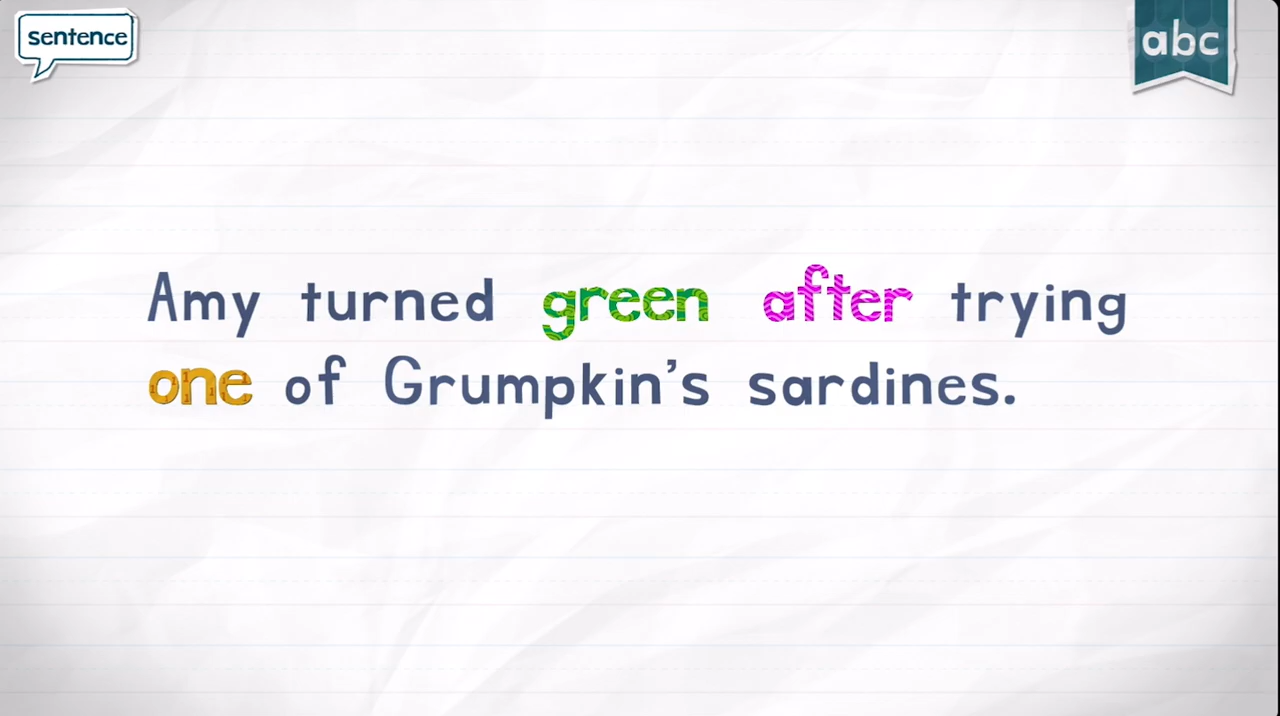 sentence
abc
Amy turned green after trying
one of Grumpkin's sardines.